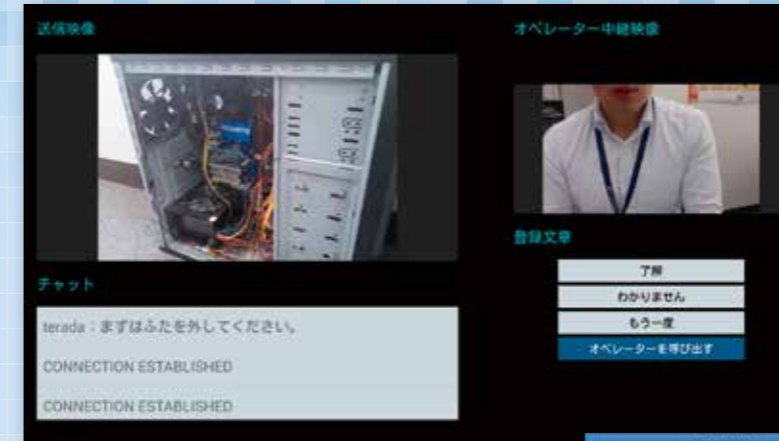 送信映像
オペレーター中継映像
チャット
terada：まずはふたを外してください。
CONNECTION ESTABLISHED
CONNECTION ESTABLISHED
登録文章
了解
わかりません
もう一度
オペレーターを呼び出す